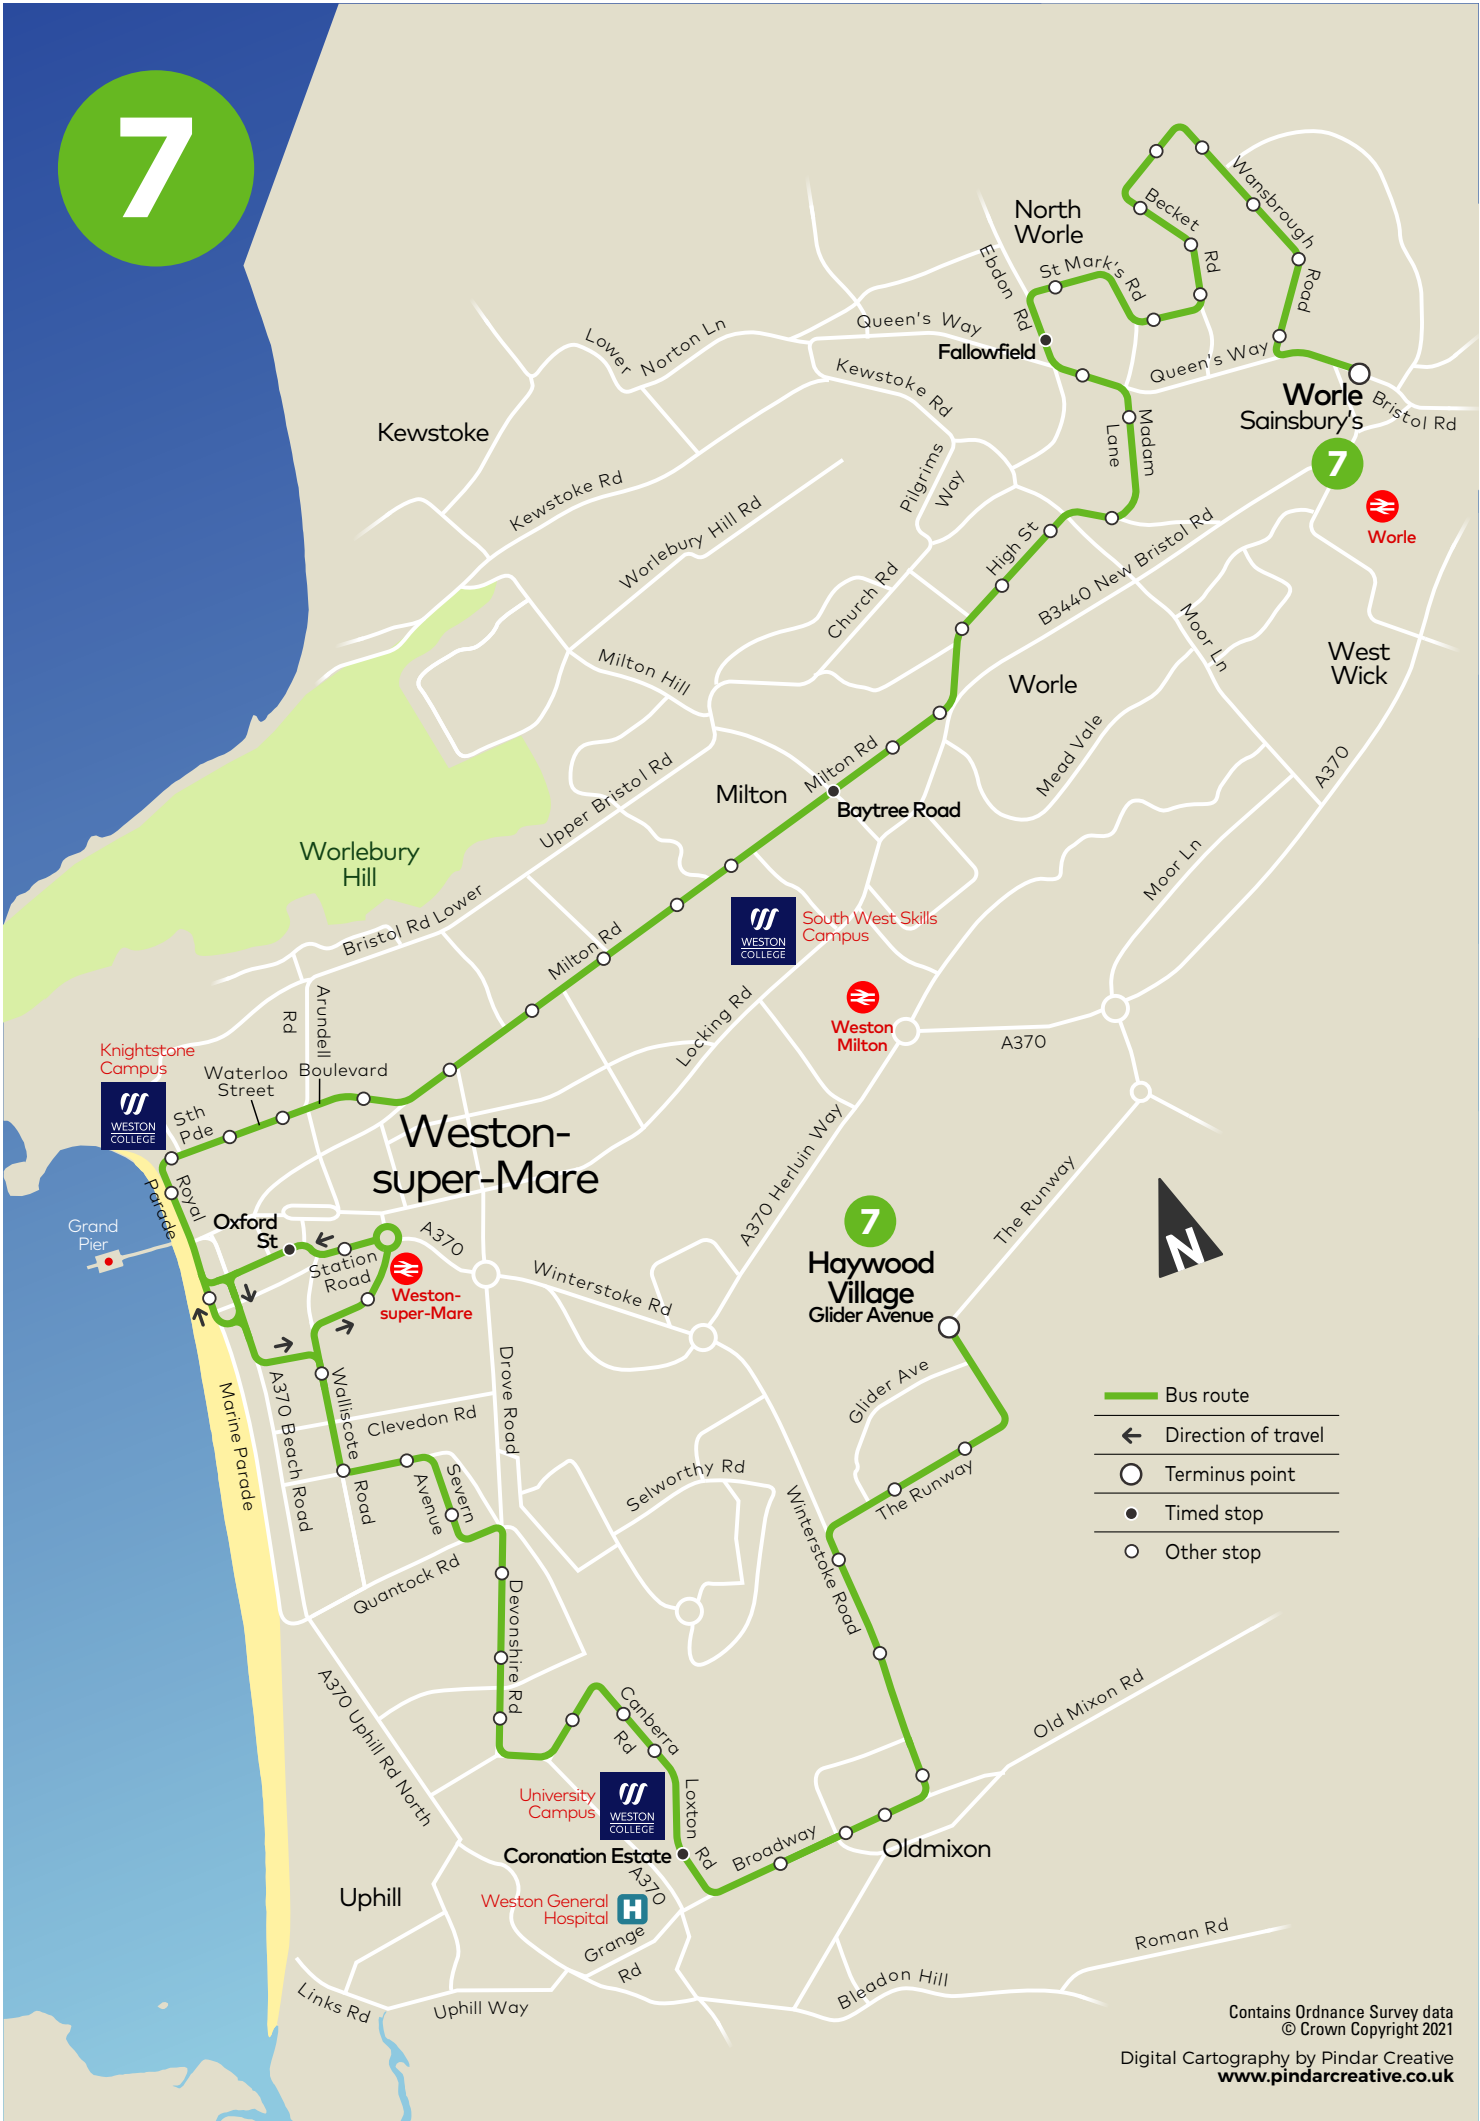 7
North
Worle
Wansbrough
Road
Becket
Rd
St Mark's Rd
Ebdon Rd
Queen's Way
Fallowfield
Queen's Way
Lower
Norton Ln
Kewstoke Rd
Worle
Sainsbury's
7
Bristol Rd
Worle
Madam
Lane
Kewstoke
Kewstoke Rd
Pilgrims
Way
Worlebury Hill Rd
High St
B3440 New Bristol Rd
Church Rd
Moor Ln
West
Wick
Milton Hill
Worle
Mead Vale
A370
Milton Rd
Milton
Baytree Road
Upper Bristol Rd
Worlebury
Hill
Moor Ln
Bristol Rd Lower
WESTON
COLLEGE
South West Skills
Campus
Milton Rd
Locking Rd
Weston
Milton
A370
Arundell
Rd
Knightstone
Campus
WESTON
COLLEGE
Waterloo
Street
Boulevard
Sth
Pde
Weston-
super-Mare
A370 Herluin Way
The Runway
Royal
Parade
Grand
Pier
Oxford
St
Station
Road
A370
Weston-
super-Mare
Winterstoke Rd
7
Haywood
Village
Glider Avenue
N
Marine Parade
A370 Beach Road
Walliscote
Road
Clevedon Rd
Drove Road
Severn
Avenue
Glider Ave
The Runway
Selworthy Rd
Winterstoke Road
Quantock Rd
Devonshire Rd
Bus route
Direction of travel
Terminus point
Timed stop
Other stop
A370 Uphill Rd North
Canberra
Rd
Old Mixon Rd
University
Campus
WESTON
COLLEGE
Loxton
Rd
Coronation Estate
Broadway
Oldmixon
A370
Uphill
Weston General
Hospital
H
Grange
Rd
Roman Rd
Bleadon Hill
Links Rd
Uphill Way
Contains Ordnance Survey data
© Crown Copyright 2021
Digital Cartography by Pindar Creative
www.pindarcreative.co.uk